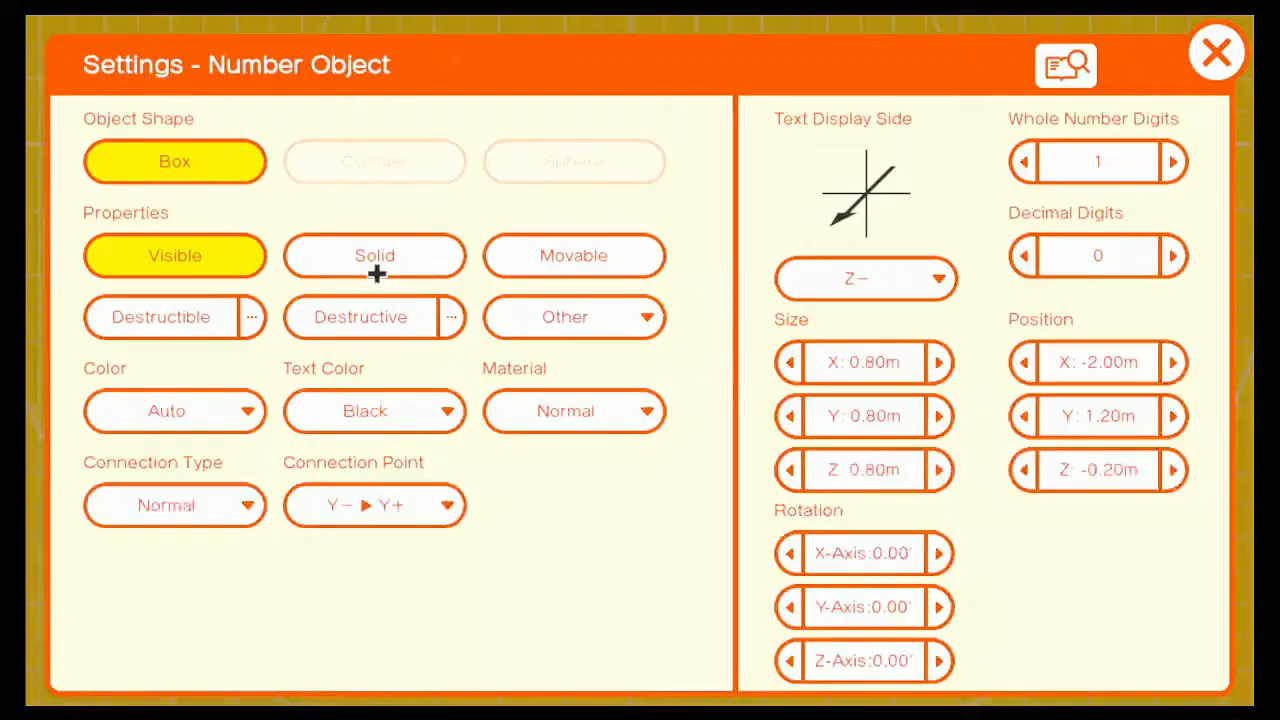 Settings - Number Object
Object Shape
Box
Cylinder
Sphere
Properties
Visible
Solid
Movable
Destructible
...
Destructive
...
Other
Color
Text Color
Material
Auto
Black
Normal
Connection Type
Connection Point
Normal
Y− ▶ Y+
Text Display Side
Z−
Size
X: 0.80m
Y: 0.80m
Z 0.80m
Rotation
X-Axis:0.00°
Y-Axis:0.00°
Z-Axis:0.00°
Whole Number Digits
1
Decimal Digits
0
Position
X: -2.00m
Y: 1.20m
Z: -0.20m